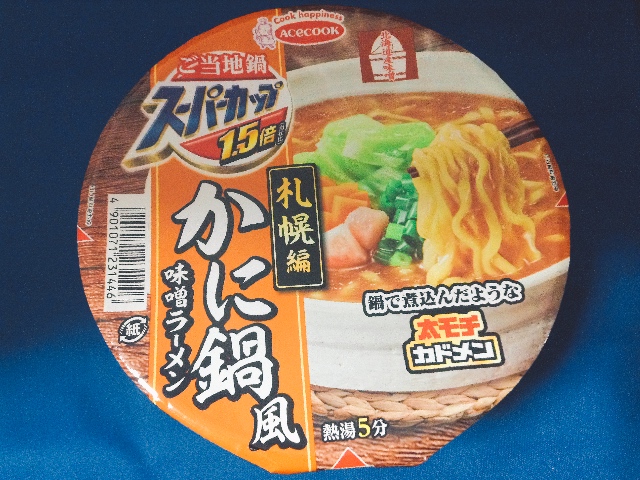 Cook happiness
ACECOOK
ご当地鍋
スーパーカップ
1.5倍
札幌編
かに鍋風
味噌ラーメン
鍋で煮込んだような
太モチ
カドメン
熱湯5分
4901071231446
紙